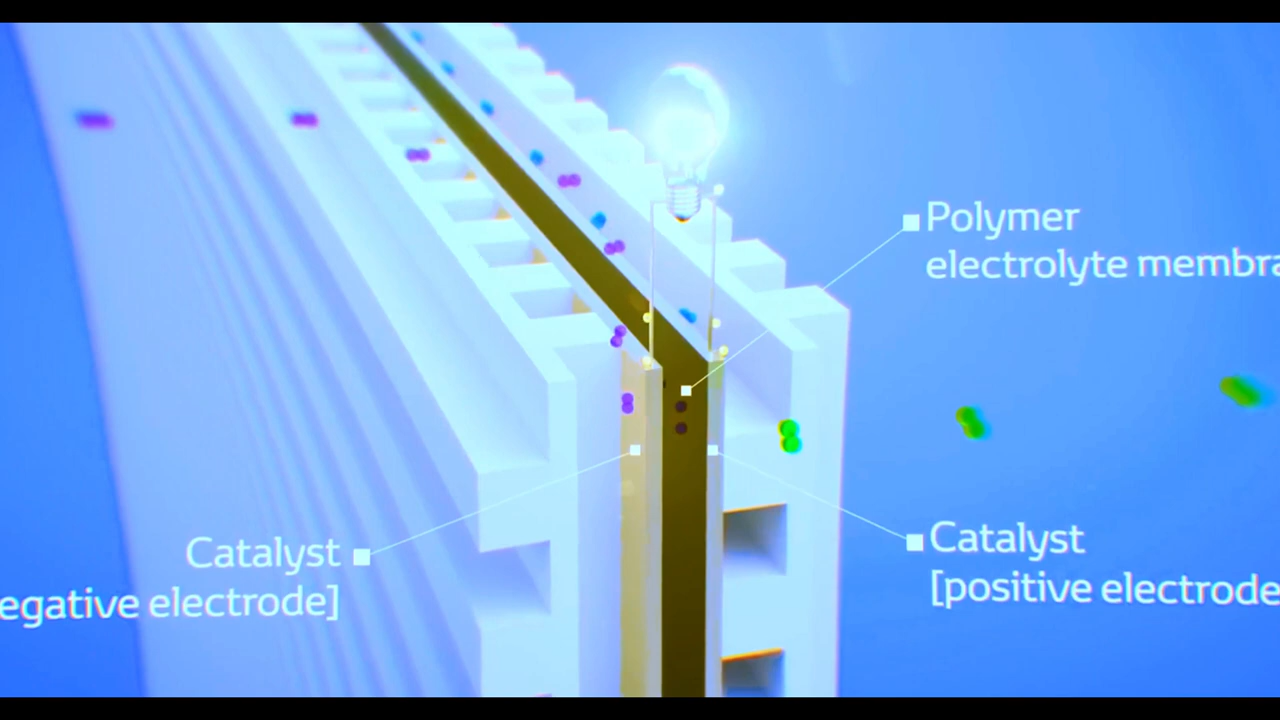 Polymer
electrolyte membra
Catalyst
egative electrode]
Catalyst
[positive electrode